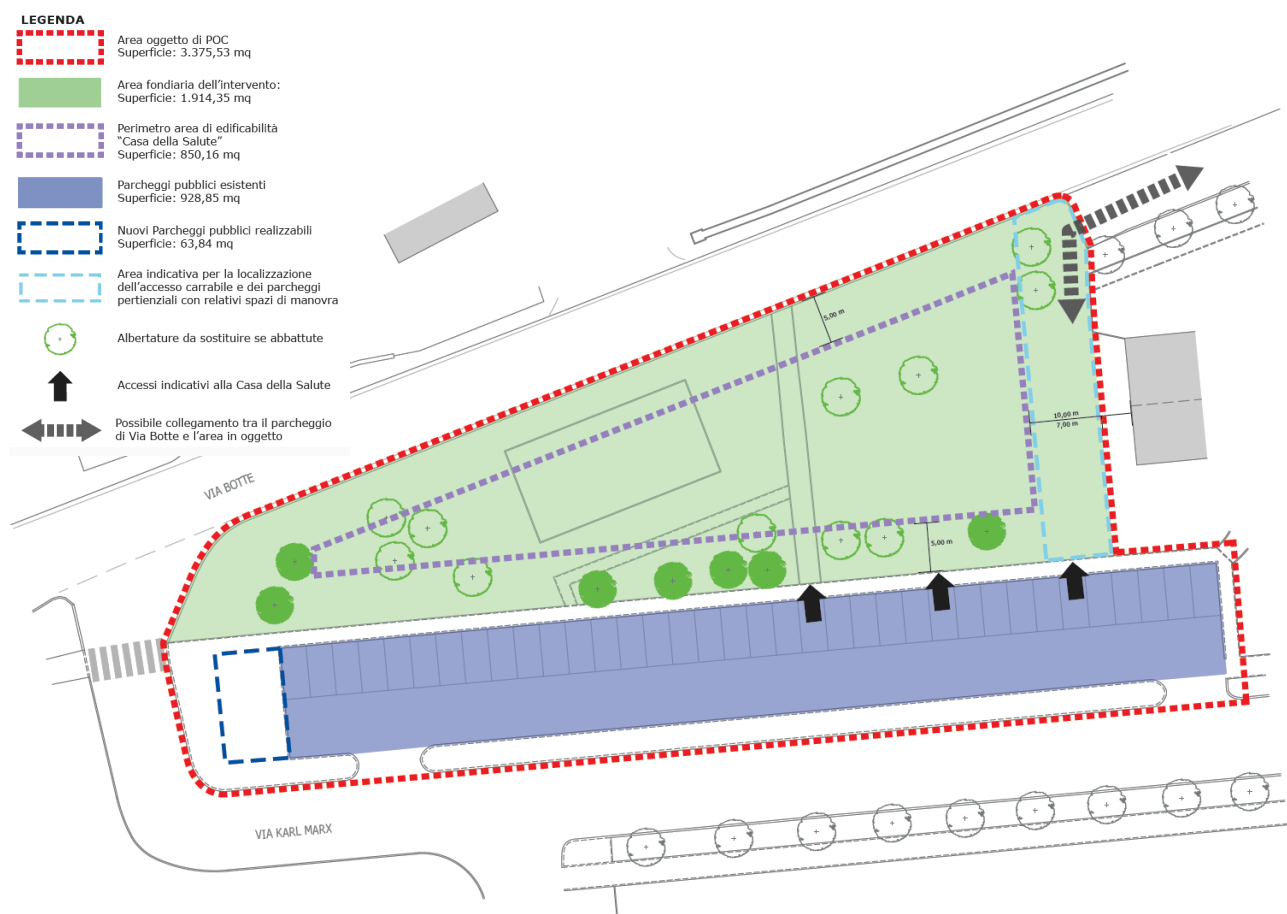 LEGENDA
Area oggetto di POC
Superficie: 3.375,53 mq
Area fondiaria dell'intervento:
Superficie: 1.914,35 mq
Perimetro area di edificabilità
"Casa della Salute"
Superficie: 850,16 mq
Parcheggi pubblici esistenti
Superficie: 928,85 mq
Nuovi Parcheggi pubblici realizzabili
Superficie: 63,84 mq
Area indicativa per la localizzazione
dell'accesso carrabile e dei parcheggi
pertienziali con relativi spazi di manovra
Albertature da sostituire se abbattute
Accessi indicativi alla Casa della Salute
Possibile collegamento tra il parcheggio
di Via Botte e l'area in oggetto
5,00 m
10,00 m
7,00 m
VIA BOTTE
5,00 m
VIA KARL MARX